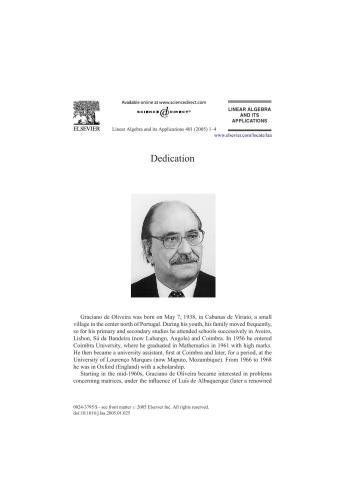 Available online at www.sciencedirect.com
SCIENCE DIRECT®
ELSEVIER
Linear Algebra and its Applications 401 (2005) 1–4
LINEAR ALGEBRA
AND ITS
APPLICATIONS
www.elsevier.com/locate/laa
Dedication
Graciano de Oliveira was born on May 7, 1938, in Cabanas de Viriato, a small
village in the center north of Portugal. During his youth, his family moved frequently,
so for his primary and secondary studies he attended schools successively in Aveiro,
Lisbon, Sá da Bandeira (now Lubango, Angola) and Coimbra. In 1956 he entered
Coimbra University, where he graduated in Mathematics in 1961 with high marks.
He then became a university assistant, first at Coimbra and later, for a period, at the
University of Lourenço Marques (now Maputo, Mozambique). From 1966 to 1968
he was in Oxford (England) with a scholarship.
Starting in the mid-1960s, Graciano de Oliveira became interested in problems
concerning matrices, under the influence of Luís de Albuquerque (later a renowned
0024-3795/$ - see front matter © 2005 Elsevier Inc. All rights reserved.
doi:10.1016/j.laa.2005.01.025